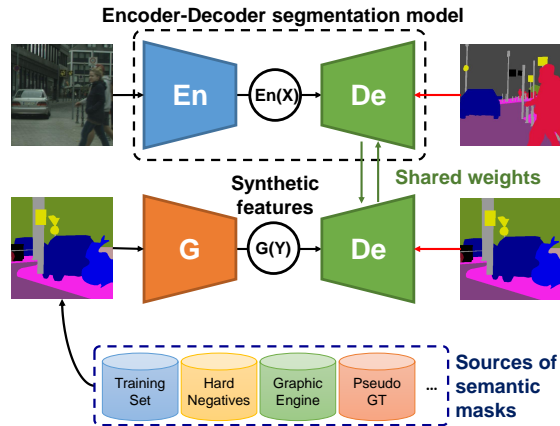 Encoder-Decoder segmentation model
En
En(X)
De
Shared weights
Synthetic
features
G
G(Y)
De
Training
Set
Hard
Negatives
Graphic
Engine
Pseudo
GT
...
Sources of
semantic
masks